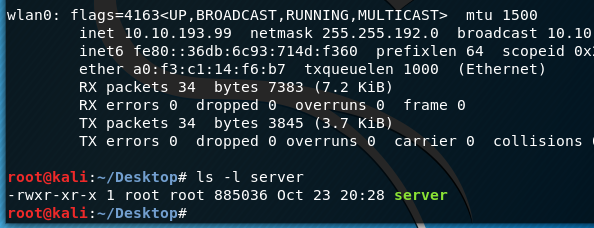 wlan0: flags=4163<UP,BROADCAST,RUNNING,MULTICAST>  mtu 1500
        inet 10.10.193.99  netmask 255.255.192.0  broadcast 10.10
        inet6 fe80::36db:6c93:714d:f360  prefixlen 64  scopeid 0x
        ether a0:f3:c1:14:f6:b7  txqueuelen 1000  (Ethernet)
        RX packets 34  bytes 7383 (7.2 KiB)
        RX errors 0  dropped 0  overruns 0  frame 0
        TX packets 34  bytes 3845 (3.7 KiB)
        TX errors 0  dropped 0 overruns 0  carrier 0  collisions
root@kali:~/Desktop# ls -l server
-rwxr-xr-x 1 root root 885036 Oct 23 20:28 server
root@kali:~/Desktop#